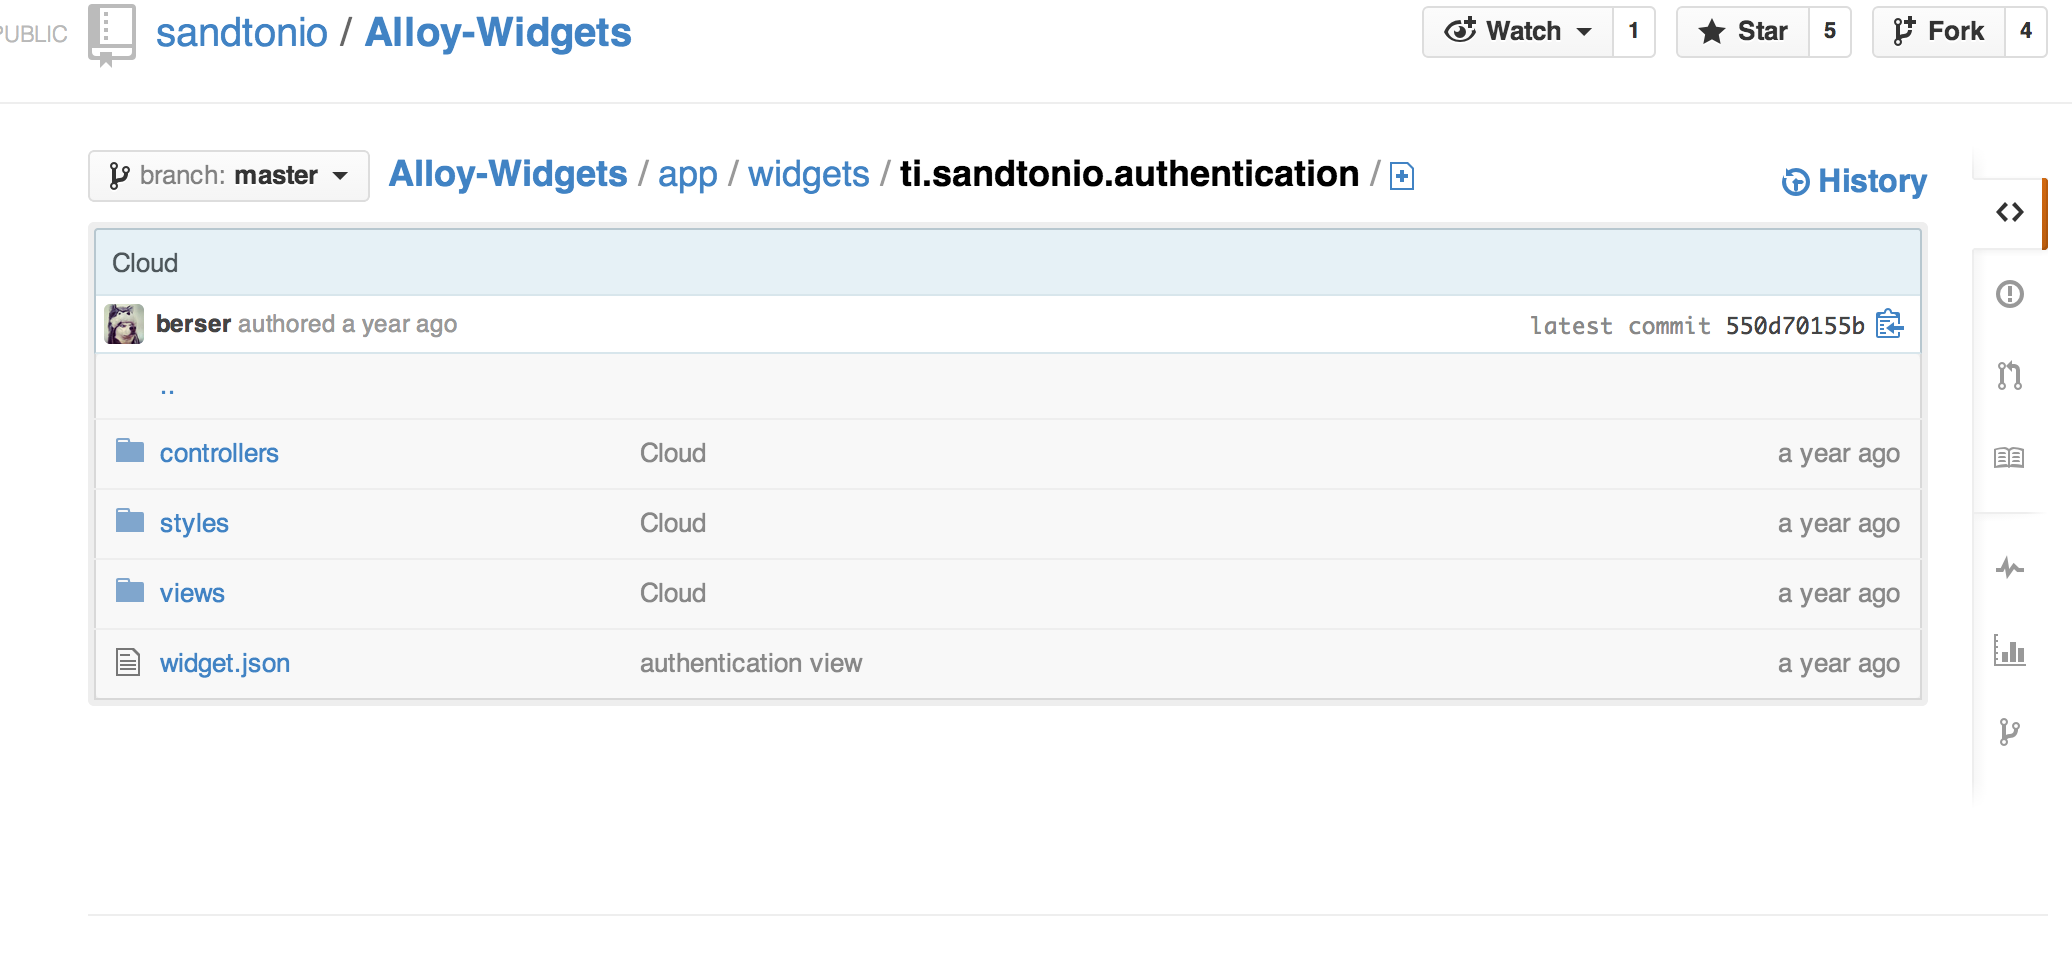 PUBLIC sandtonio / Alloy-Widgets Watch 1 Star 5 Fork 4
branch: master Alloy-Widgets / app / widgets / ti.sandtonio.authentication / History
Cloud
berser authored a year ago latest commit 550d70155b
..
controllers Cloud a year ago
styles Cloud a year ago
views Cloud a year ago
widget.json authentication view a year ago